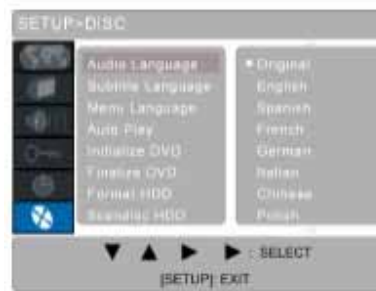 SETUP>DISC
Audio Language
Subtitle Language
Menu Language
Auto Play
Initialize DVD
Finalize DVD
Format HDD
Scandisc HDD
Original
English
Spanish
French
German
Italian
Chinese
Polish
▼ ▲ ▶ ▶ : SELECT
[SETUP]: EXIT